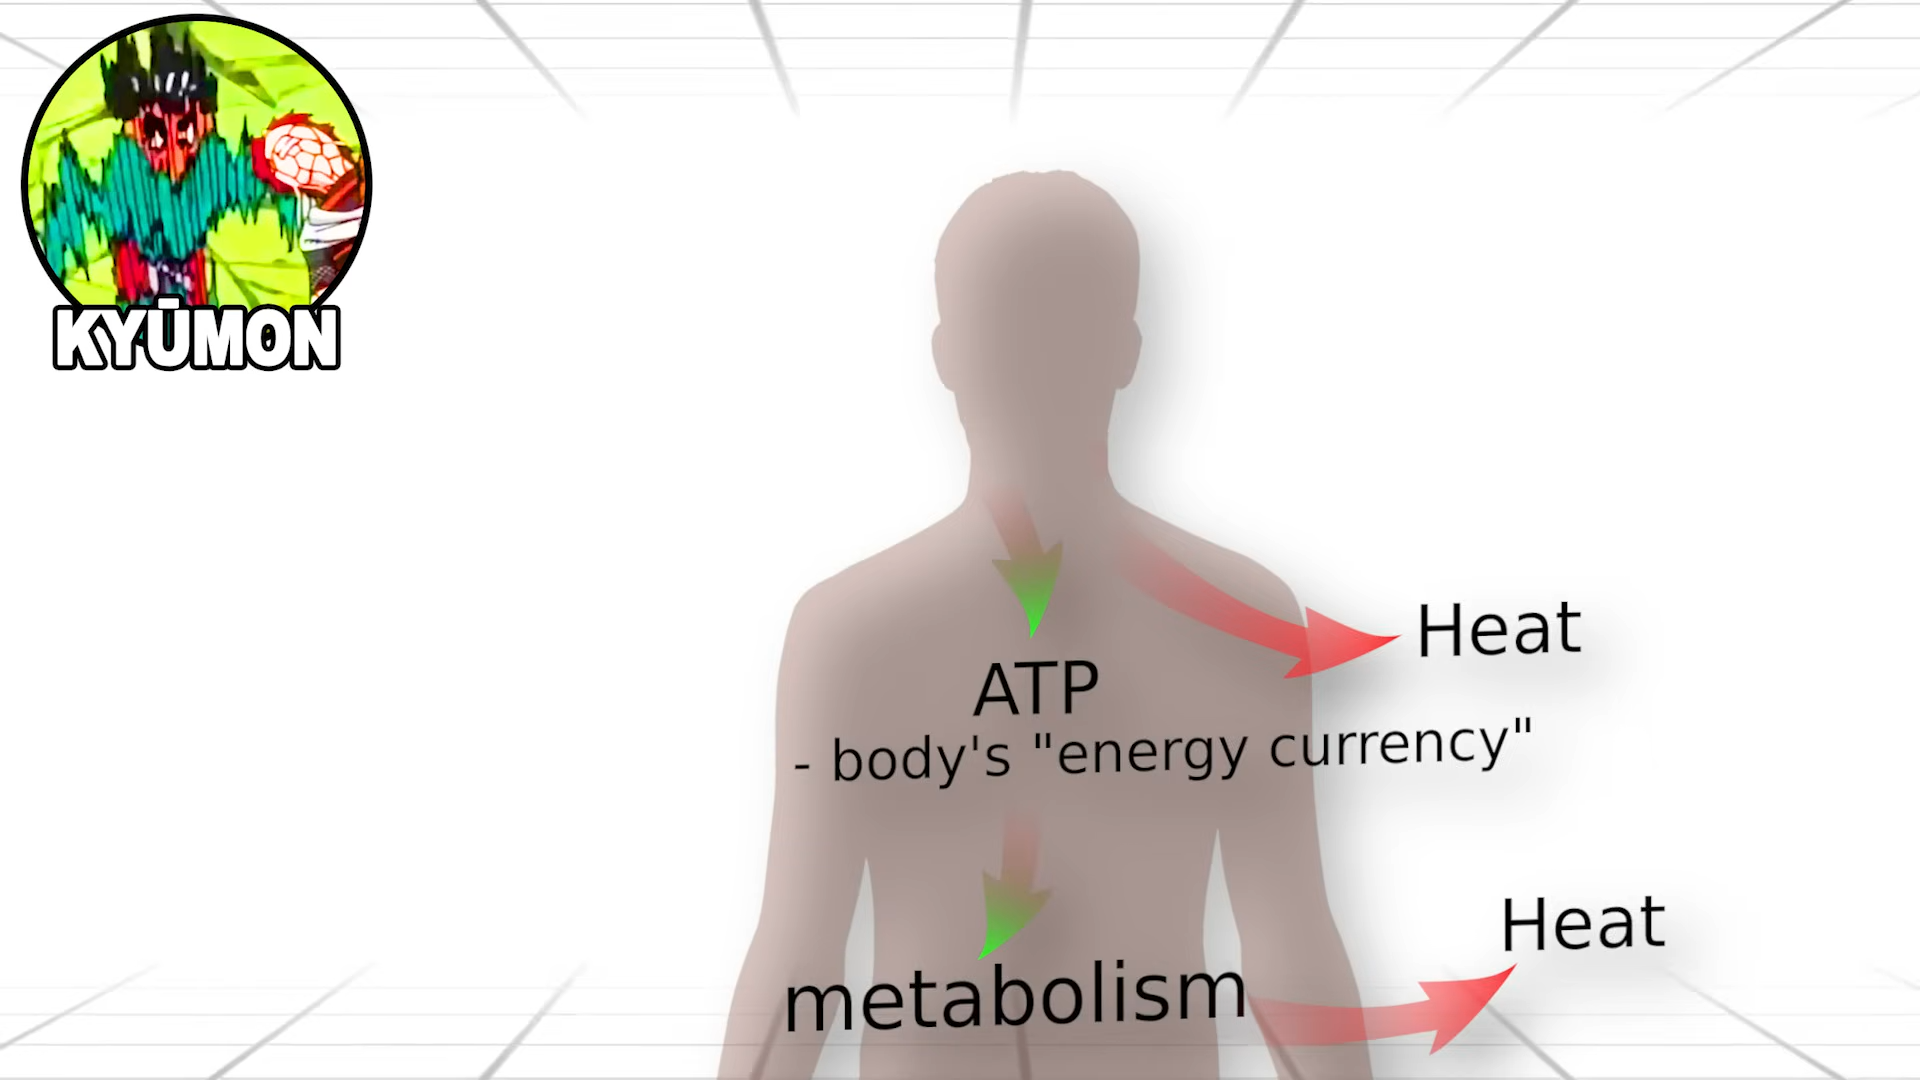 KYŪMON
Heat
ATP
- body's "energy currency"
Heat
metabolism